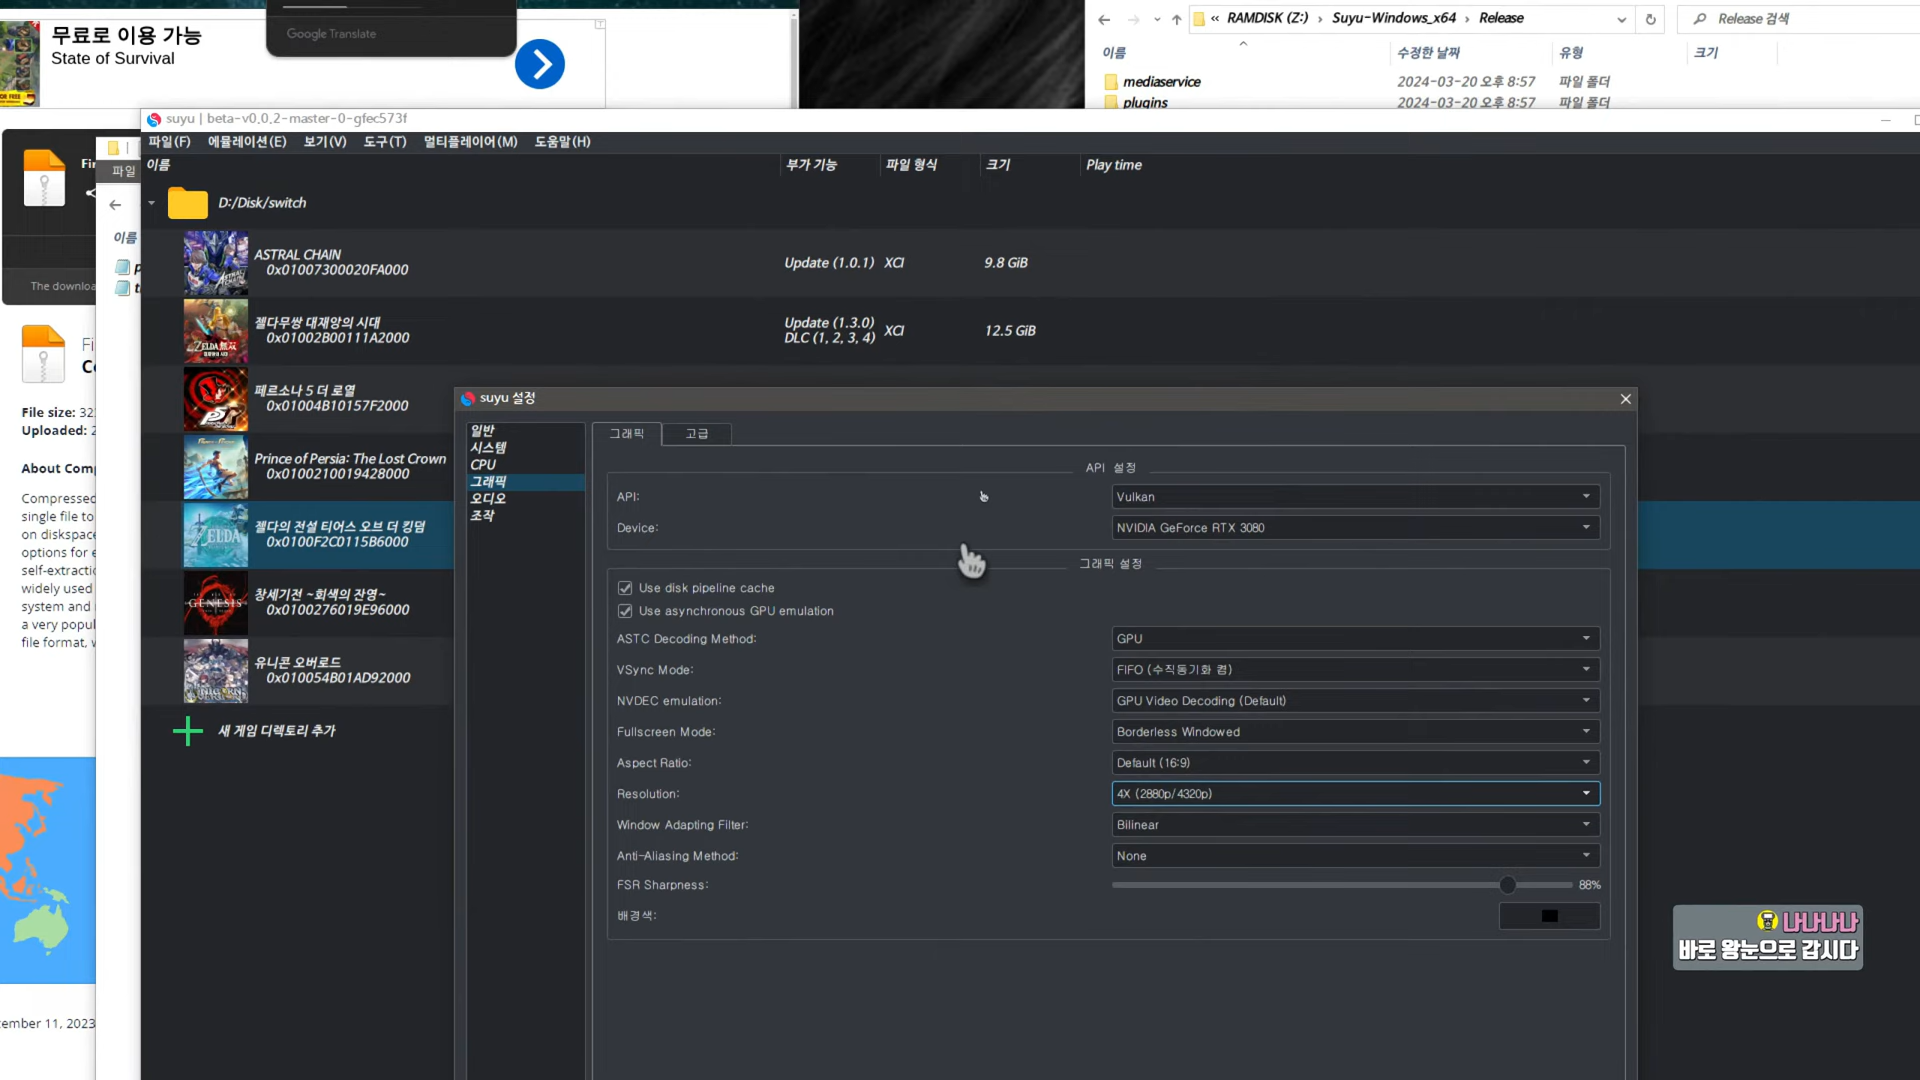 무료로 이용 가능
State of Survival
Google Translate
RAMDISK (Z:) > Suyu-Windows_x64 > Release
Release 검색
이름
수정한 날짜
유형
크기
mediaservice
2024-03-20 오후 8:57
파일 폴더
plugins
2024-03-20 오후 8:57
파일 폴더
suyu | beta-v0.0.2-master-0-gfec573f
파일(F) 에뮬레이션(E) 보기(V) 도구(T) 멀티플레이어(M) 도움말(H)
이름
부가 기능
파일 형식
크기
Play time
D:/Disk/switch
ASTRAL CHAIN
0x01007300020FA000
Update (1.0.1)
XCI
9.8 GiB
젤다무쌍 대재앙의 시대
0x01002B00111A2000
Update (1.3.0)
DLC (1, 2, 3, 4)
XCI
12.5 GiB
페르소나 5 더 로열
0x01004B10157F2000
Prince of Persia: The Lost Crown
0x0100210019428000
젤다의 전설 티어스 오브 더 킹덤
0x0100F2C0115B6000
창세기전 ~회색의 잔영~
0x0100276019E96000
유니콘 오버로드
0x010054B01AD92000
새 게임 디렉토리 추가
suyu 설정
일반
시스템
CPU
그래픽
오디오
조작
그래픽
고급
API 설정
API:
Vulkan
Device:
NVIDIA GeForce RTX 3080
그래픽 설정
Use disk pipeline cache
Use asynchronous GPU emulation
ASTC Decoding Method:
GPU
VSync Mode:
FIFO (수직동기화 켬)
NVDEC emulation:
GPU Video Decoding (Default)
Fullscreen Mode:
Borderless Windowed
Aspect Ratio:
Default (16:9)
Resolution:
4X (2880p/4320p)
Window Adapting Filter:
Bilinear
Anti-Aliasing Method:
None
FSR Sharpness:
88%
배경색:
파일
이름
The downloa
File size: 32
Uploaded: 2
About Com
Compressed
single file to
on diskspace
options for e
self-extractio
widely used
system and
a very popul
file format, w
ember 11, 2023
나나나나
바로 왕눈으로 갑시다